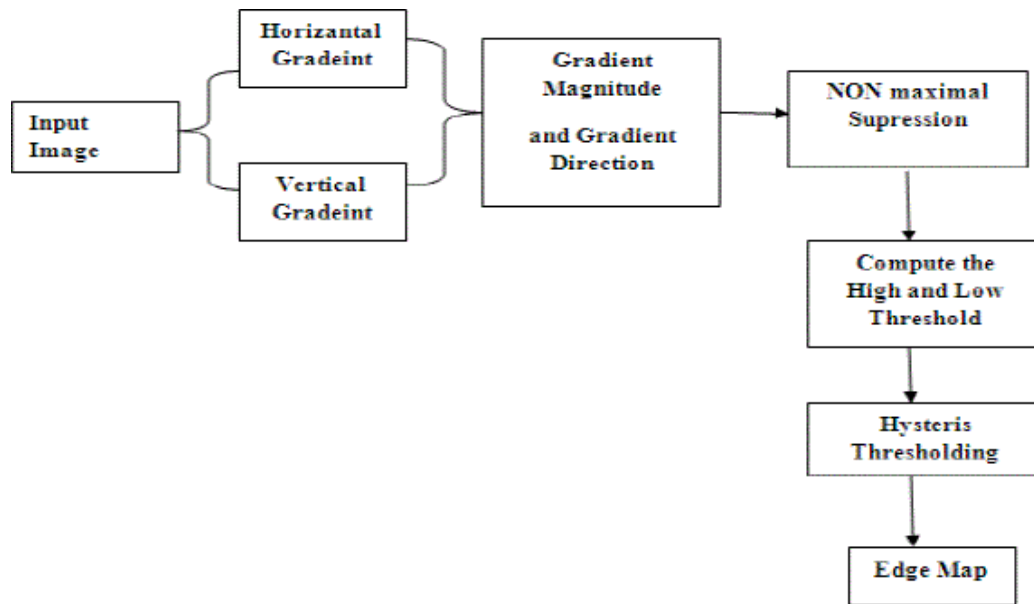 Input
Image
Horizantal
Gradeint
Vertical
Gradeint
Gradient
Magnitude
and Gradient
Direction
NON maximal
Supression
Compute the
High and Low
Threshold
Hysteris
Thresholding
Edge Map